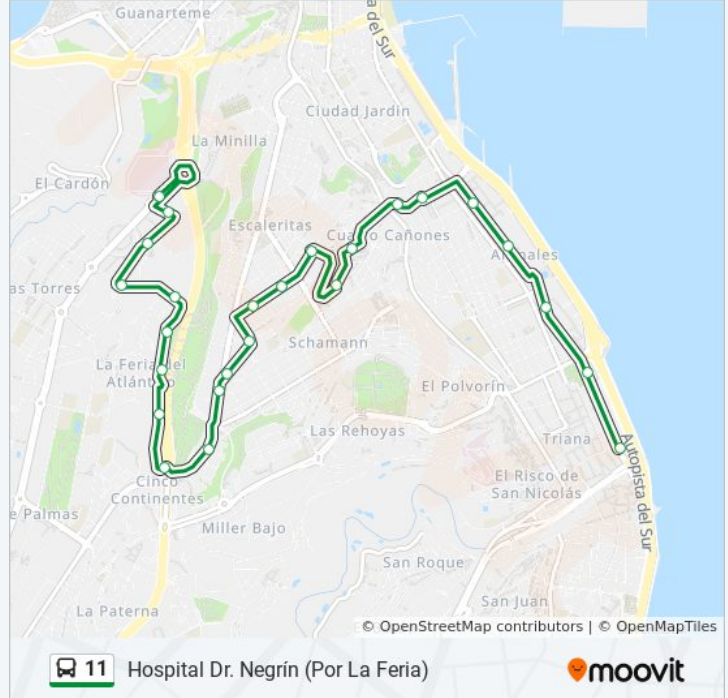 Guanarteme
a del Sur
Ciudad Jardin
La Minilla
El Cardón
Escaleritas
Cuatro Cañones
Arenales
as Torres
Schamann
La Feria del
Atlántico
El Polvorín
Las Rehoyas
Triana
Autopista del Sur
Cinco
Continentes
El Risco de
San Nicolás
e Palmas
Miller Bajo
San Roque
San Juan
La Paterna
© OpenStreetMap contributors | © OpenMapTiles
11 Hospital Dr. Negrín (Por La Feria)
moovit